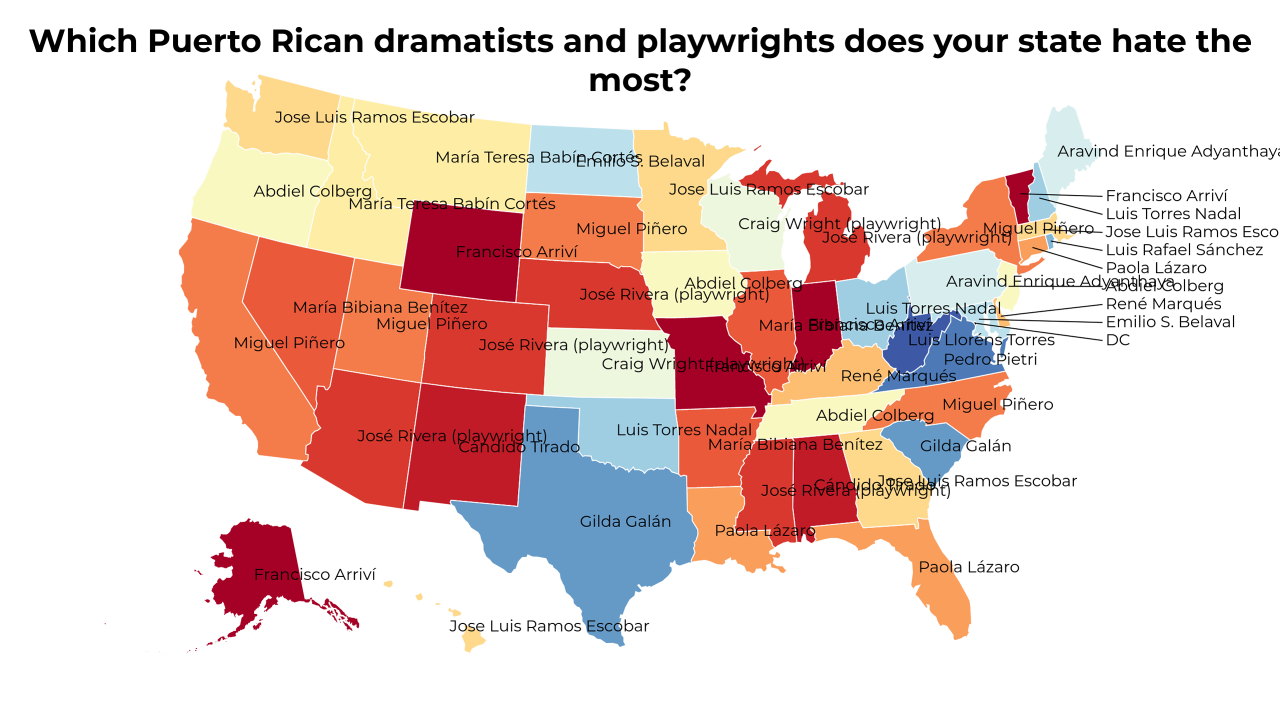 Which Puerto Rican dramatists and playwrights does your state hate the
most?
Jose Luis Ramos Escobar
Aravind Enrique Adyanthaya
María Teresa Babín Cortés
Emilio S. Belaval
Abdiel Colberg
Jose Luis Ramos Escobar
María Teresa Babín Cortés
Francisco Arriví
Luis Torres Nadal
Miguel Piñero
Craig Wright (playwright)
Miguel Piñero
Jose Luis Ramos Esco
José Rivera (playwright)
Francisco Arriví
Luis Rafael Sánchez
Paola Lázaro
Abdiel Colberg
Aravind Enrique Adyanthaya
Abdiel Colberg
José Rivera (playwright)
René Marqués
María Bibiana Benítez
Luis Torres Nadal
Miguel Piñero
María Bibiana Benítez
Francisco Arriví
Emilio S. Belaval
Miguel Piñero
José Rivera (playwright)
Luis Llorens Torres
DC
Pedro Pietri
Craig Wright (playwright)
Francisco Arriví
René Marqués
Miguel Piñero
Abdiel Colberg
Luis Torres Nadal
José Rivera (playwright)
Cándido Tirado
María Bibiana Benítez
Gilda Galán
Jose Luis Ramos Escobar
Cándido Tirado
José Rivera (playwright)
Gilda Galán
Paola Lázaro
Paola Lázaro
Francisco Arriví
Jose Luis Ramos Escobar